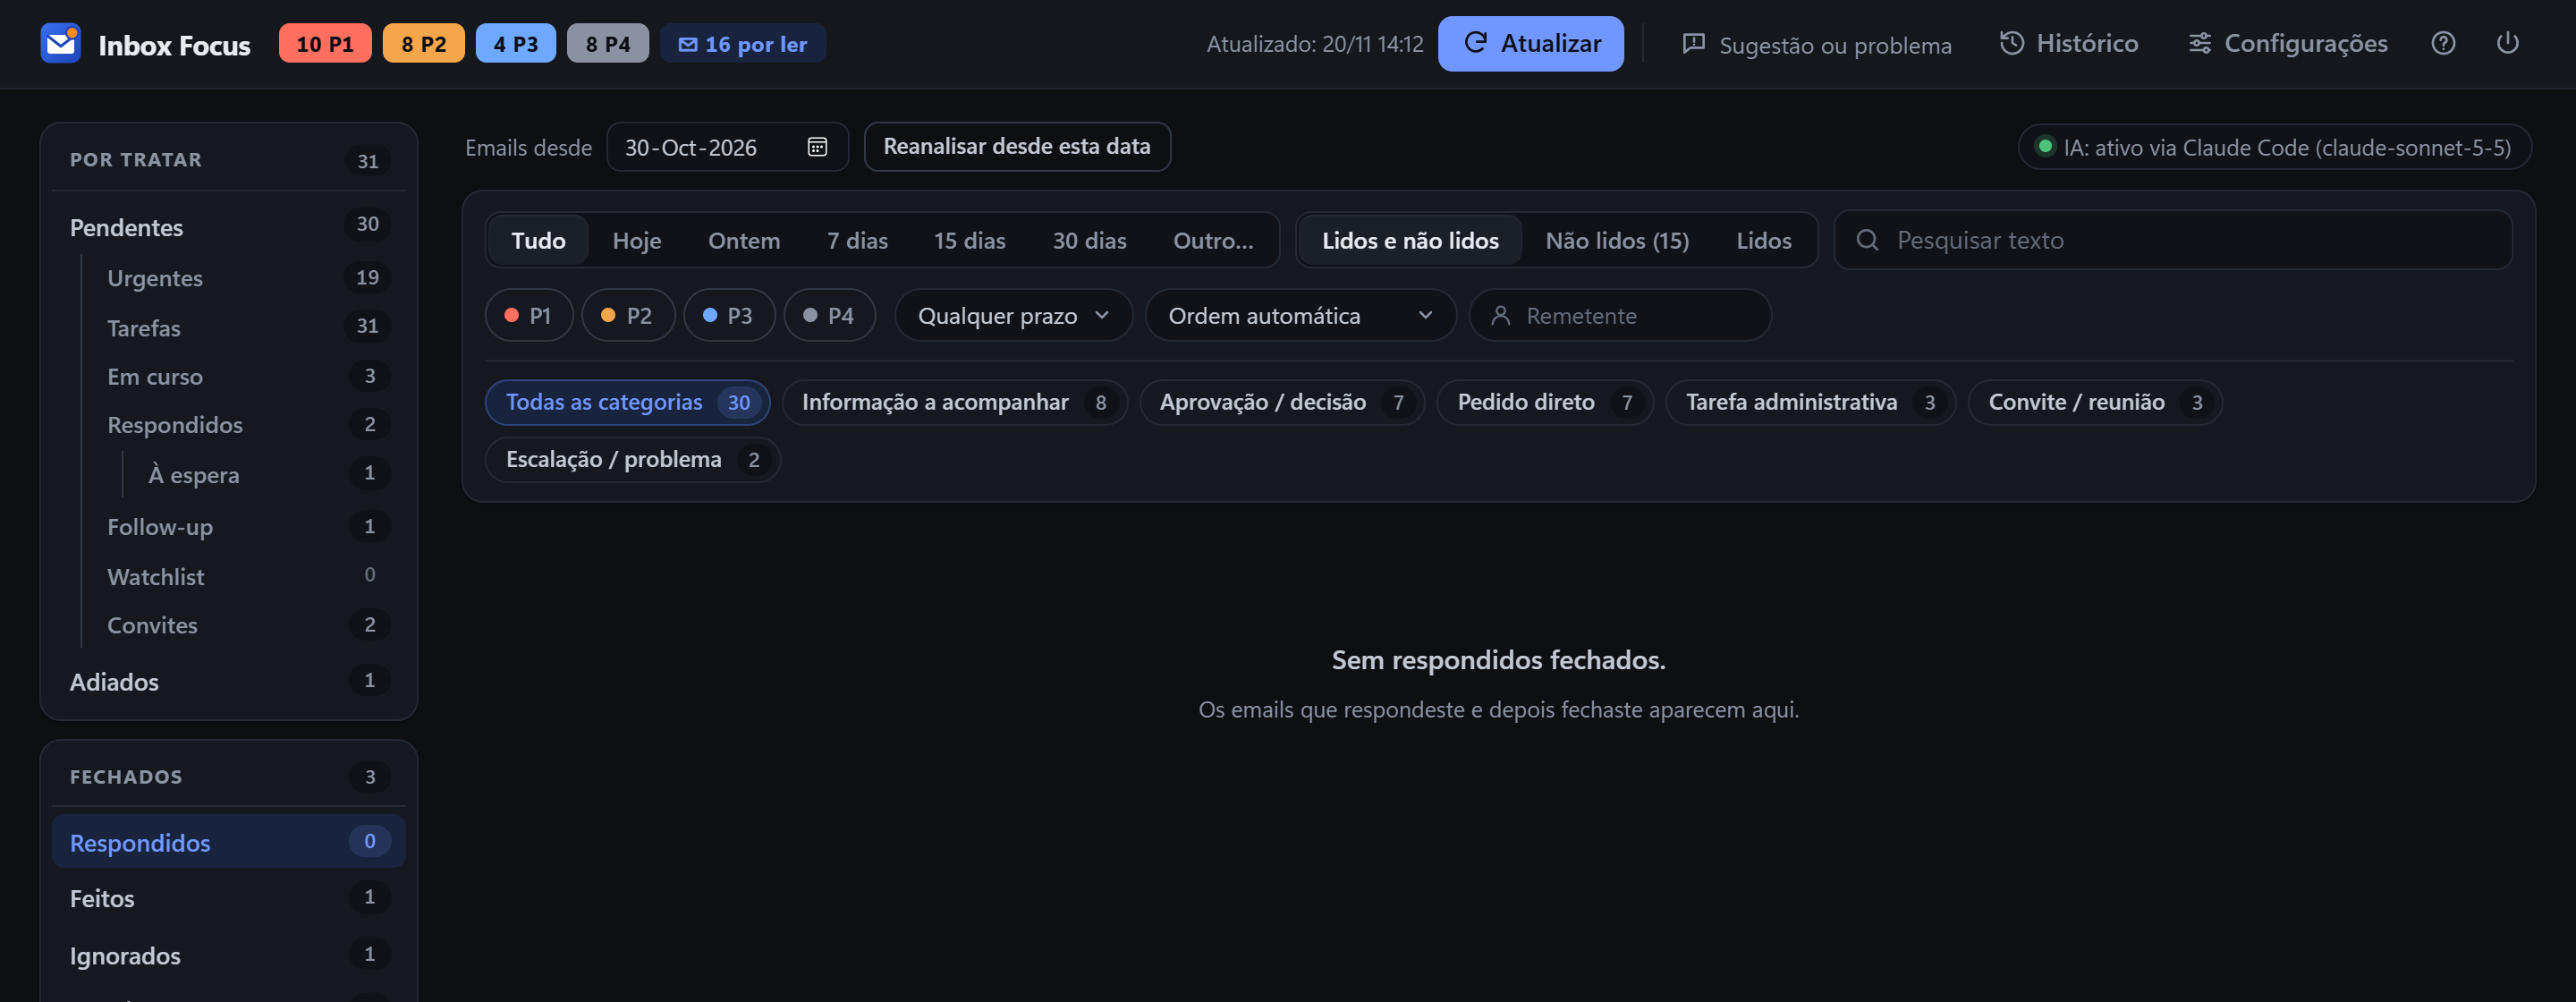 Inbox Focus
10 P1
8 P2
4 P3
8 P4
16 por ler
Atualizado: 20/11 14:12
Atualizar
Sugestão ou problema
Histórico
Configurações
POR TRATAR 31
Pendentes 30
Urgentes 19
Tarefas 31
Em curso 3
Respondidos 2
À espera 1
Follow-up 1
Watchlist 0
Convites 2
Adiados 1
FECHADOS 3
Respondidos 0
Feitos 1
Ignorados 1
Emails desde
30-Oct-2026
Reanalisar desde esta data
IA: ativo via Claude Code (claude-sonnet-5-5)
Tudo
Hoje
Ontem
7 dias
15 dias
30 dias
Outro...
Lidos e não lidos
Não lidos (15)
Lidos
Pesquisar texto
P1
P2
P3
P4
Qualquer prazo
Ordem automática
Remetente
Todas as categorias 30
Informação a acompanhar 8
Aprovação / decisão 7
Pedido direto 7
Tarefa administrativa 3
Convite / reunião 3
Escalação / problema 2
Sem respondidos fechados.
Os emails que respondeste e depois fechaste aparecem aqui.